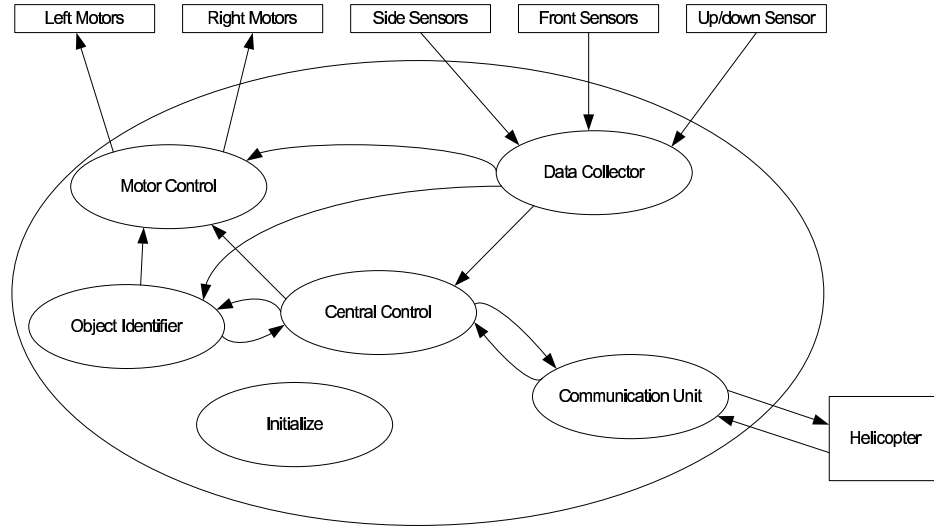 Left Motors
Right Motors
Side Sensors
Front Sensors
Up/down Sensor
Motor Control
Data Collector
Object Identifier
Central Control
Communication Unit
Initialize
Helicopter